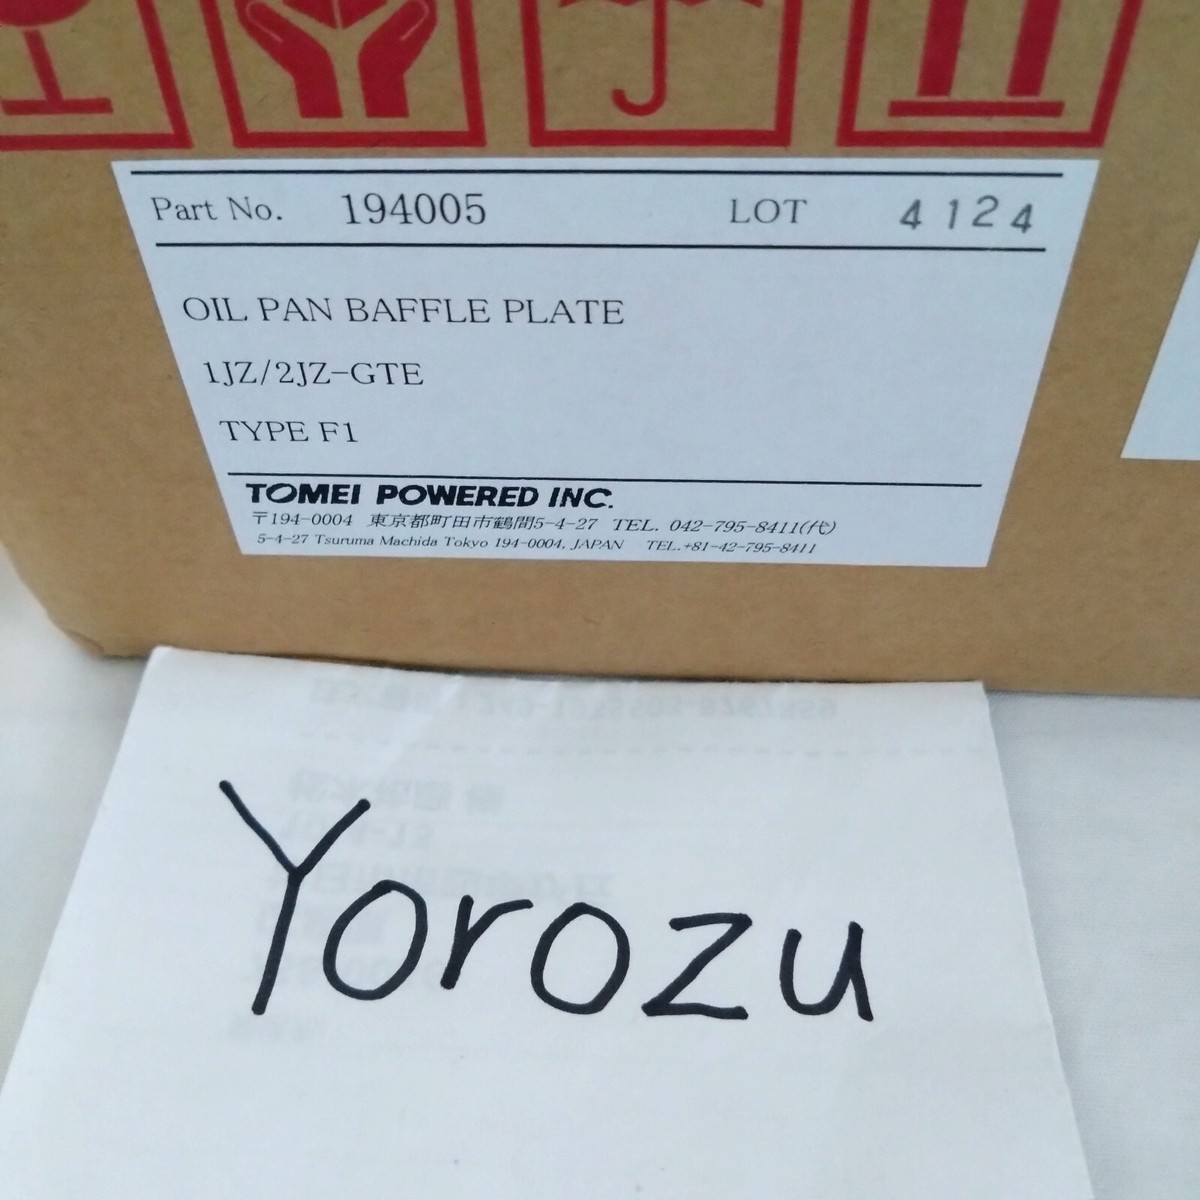 Part No. 194005 LOT 4124
OIL PAN BAFFLE PLATE
1JZ/2JZ-GTE
TYPE F1
TOMEI POWERED INC.
〒194-0004 東京都町田市鶴間5-4-27 TEL. 042-795-8411(代)
5-4-27 Tsuruma Machida Tokyo 194-0004, JAPAN TEL.+81-42-795-8411
Yorozu